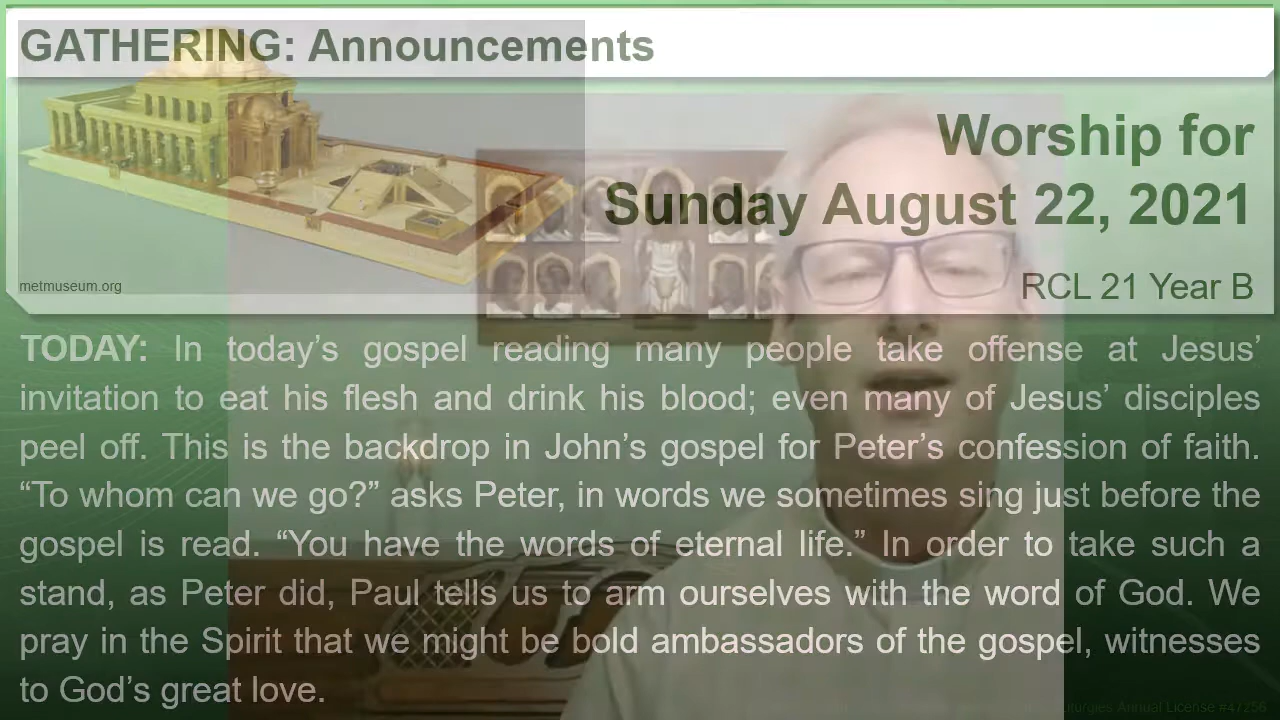 GATHERING: Announcements
Worship for
Sunday August 22, 2021
metmuseum.org
RCL 21 Year B
TODAY: In today’s gospel reading many people take offense at Jesus’
invitation to eat his flesh and drink his blood; even many of Jesus’ disciples
peel off. This is the backdrop in John’s gospel for Peter’s confession of faith.
“To whom can we go?” asks Peter, in words we sometimes sing just before the
gospel is read. “You have the words of eternal life.” In order to take such a
stand, as Peter did, Paul tells us to arm ourselves with the word of God. We
pray in the Spirit that we might be bold ambassadors of the gospel, witnesses
to God’s great love.
Liturgies Annual License #47256